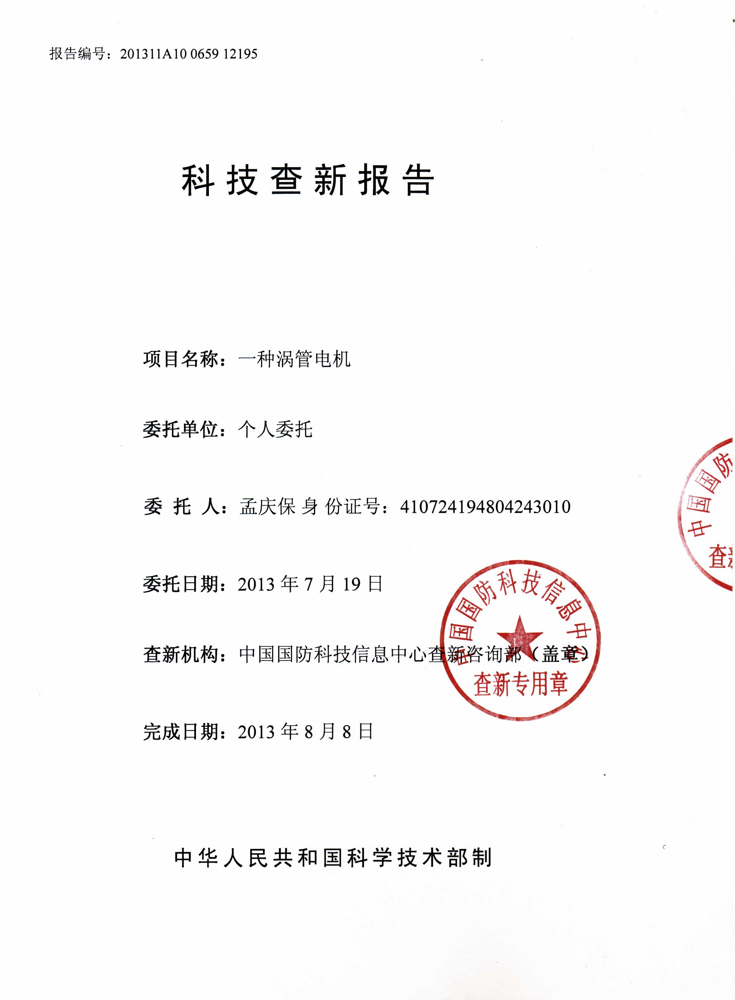 报告编号：201311A10 0659 12195
科技查新报告
项目名称：一种涡管电机
委托单位：个人委托
委 托 人：孟庆保 身 份证号：410724194804243010
委托日期：2013 年 7 月 19 日
查新机构：中国国防科技信息中心查新咨询部（盖章）
完成日期：2013 年 8 月 8 日
中国国防科技信息中心
查新专用章
中国国防
查新
中华人民共和国科学技术部制